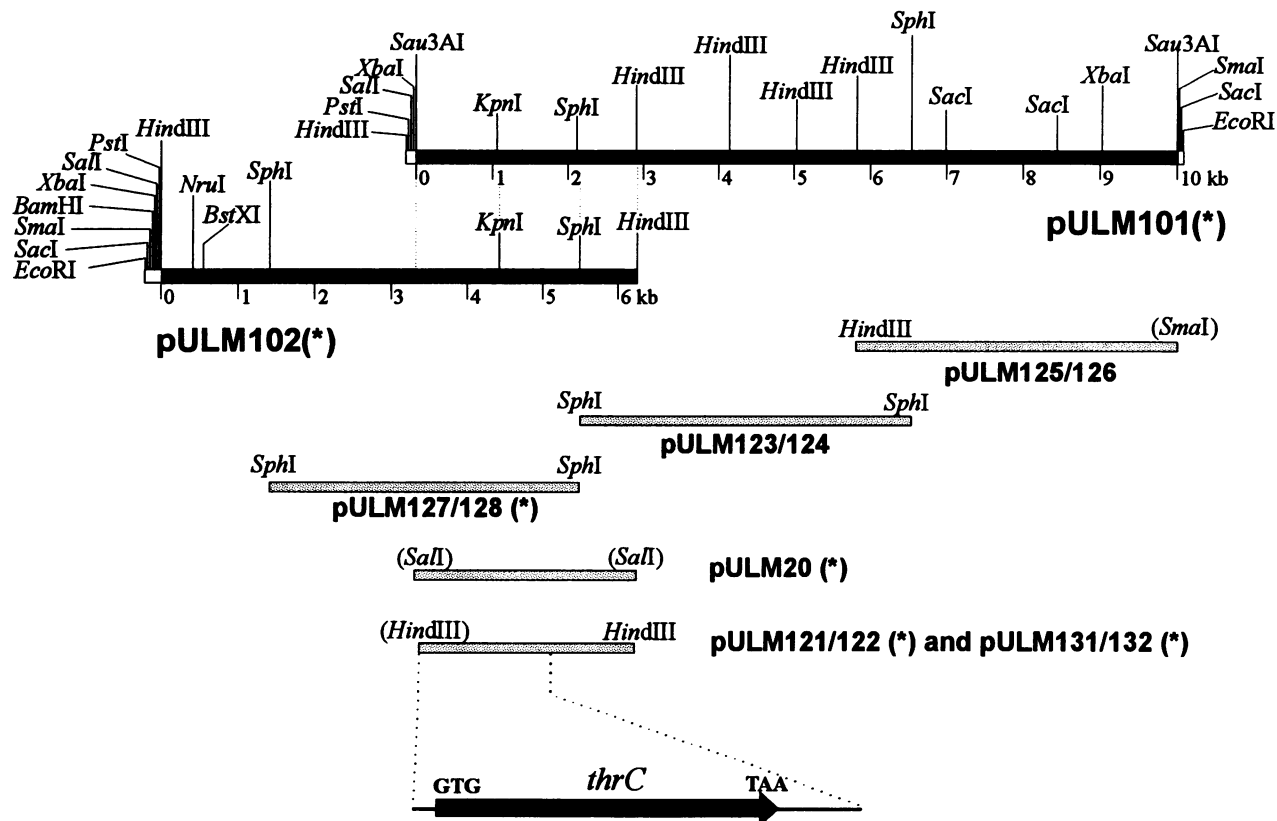 SphI
Sau3AI
HindIII
Sau3AI
XbaI
HindIII
HindIII
SmaI
SalI
KpnI
SphI
HindIII
SacI
SacI
XbaI
SacI
PstI
HindIII
EcoRI
0 1 2 3 4 5 6 7 8 9 10 kb
pULM101(*)
HindIII
PstI
SalI
XbaI
NruI
SphI
BamHI
BstXI
KpnI
SphI
HindIII
SmaI
SacI
EcoRI
0 1 2 3 4 5 6 kb
pULM102(*)
HindIII (SmaI)
pULM125/126
SphI SphI
pULM123/124
SphI SphI
pULM127/128 (*)
(SalI) (SalI)
pULM20 (*)
(HindIII) HindIII
pULM121/122 (*) and pULM131/132 (*)
GTG thrC TAA